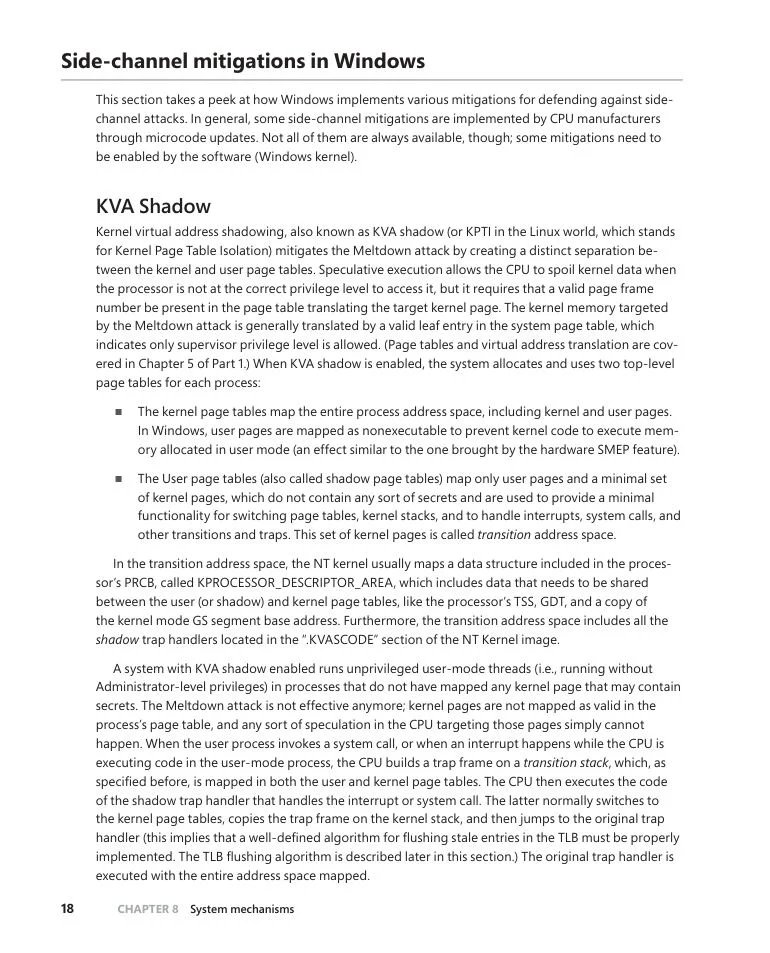 Side-channel mitigations in Windows
This section takes a peek at how Windows implements various mitigations for defending against side-
channel attacks. In general, some side-channel mitigations are implemented by CPU manufacturers
through microcode updates. Not all of them are always available, though; some mitigations need to
be enabled by the software (Windows kernel).
KVA Shadow
Kernel virtual address shadowing, also known as KVA shadow (or KPTI in the Linux world, which stands
for Kernel Page Table Isolation) mitigates the Meltdown attack by creating a distinct separation be-
tween the kernel and user page tables. Speculative execution allows the CPU to spoil kernel data when
the processor is not at the correct privilege level to access it, but it requires that a valid page frame
number be present in the page table translating the target kernel page. The kernel memory targeted
by the Meltdown attack is generally translated by a valid leaf entry in the system page table, which
indicates only supervisor privilege level is allowed. (Page tables and virtual address translation are cov-
ered in Chapter 5 of Part 1.) When KVA shadow is enabled, the system allocates and uses two top-level
page tables for each process:
■ The kernel page tables map the entire process address space, including kernel and user pages.
In Windows, user pages are mapped as nonexecutable to prevent kernel code to execute mem-
ory allocated in user mode (an effect similar to the one brought by the hardware SMEP feature).
■ The User page tables (also called shadow page tables) map only user pages and a minimal set
of kernel pages, which do not contain any sort of secrets and are used to provide a minimal
functionality for switching page tables, kernel stacks, and to handle interrupts, system calls, and
other transitions and traps. This set of kernel pages is called transition address space.
In the transition address space, the NT kernel usually maps a data structure included in the proces-
sor's PRCB, called KPROCESSOR_DESCRIPTOR_AREA, which includes data that needs to be shared
between the user (or shadow) and kernel page tables, like the processor's TSS, GDT, and a copy of
the kernel mode GS segment base address. Furthermore, the transition address space includes all the
shadow trap handlers located in the ".KVASCODE" section of the NT Kernel image.
A system with KVA shadow enabled runs unprivileged user-mode threads (i.e., running without
Administrator-level privileges) in processes that do not have mapped any kernel page that may contain
secrets. The Meltdown attack is not effective anymore; kernel pages are not mapped as valid in the
process's page table, and any sort of speculation in the CPU targeting those pages simply cannot
happen. When the user process invokes a system call, or when an interrupt happens while the CPU is
executing code in the user-mode process, the CPU builds a trap frame on a transition stack, which, as
specified before, is mapped in both the user and kernel page tables. The CPU then executes the code
of the shadow trap handler that handles the interrupt or system call. The latter normally switches to
the kernel page tables, copies the trap frame on the kernel stack, and then jumps to the original trap
handler (this implies that a well-defined algorithm for flushing stale entries in the TLB must be properly
implemented. The TLB flushing algorithm is described later in this section.) The original trap handler is
executed with the entire address space mapped.
18 CHAPTER 8 System mechanisms